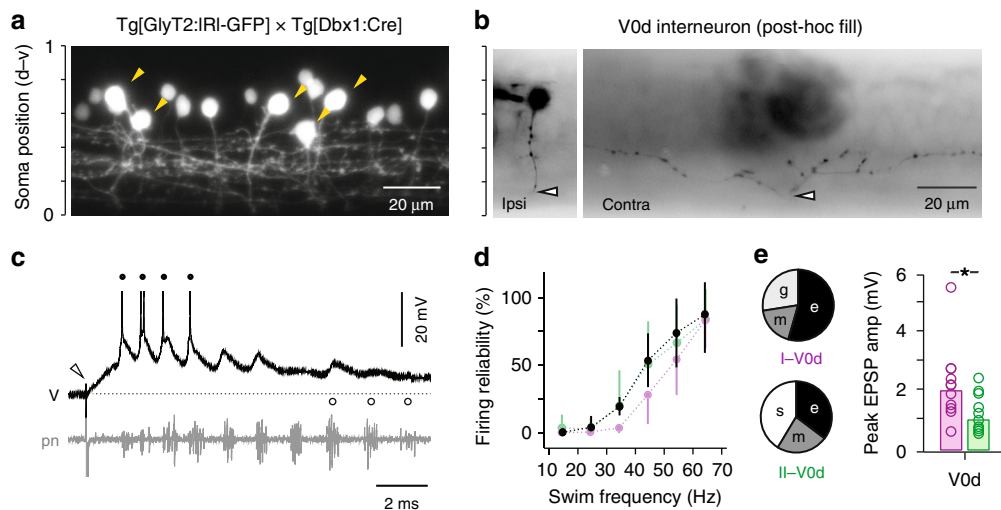 a
Tg[GlyT2:lRl-GFP] × Tg[Dbx1:Cre]
Soma position (d–v)
1
0
20 μm
b
V0d interneuron (post-hoc fill)
Ipsi
Contra
20 μm
c
20 mV
V
pn
2 ms
d
Firing reliability (%)
100
50
0
10 20 30 40 50 60 70
Swim frequency (Hz)
e
g
e
m
I–V0d
s
e
m
II–V0d
Peak EPSP amp (mV)
6
4
2
0
*
V0d